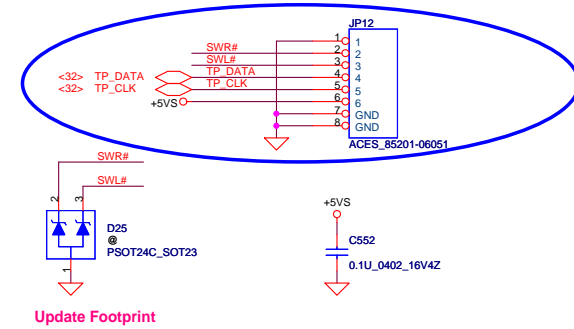 JP12
SWR# 1 1
SWL# 2 2
<32> TP_DATA TP_DATA 3 3
<32> TP_CLK TP_CLK 4 4
5 5
+5VS 6 6
7 GND
8 GND
ACES_85201-06051
SWR#
SWL#
2 3
D25
@
PSOT24C_SOT23
1
+5VS
C552
0.1U_0402_16V4Z
Update Footprint